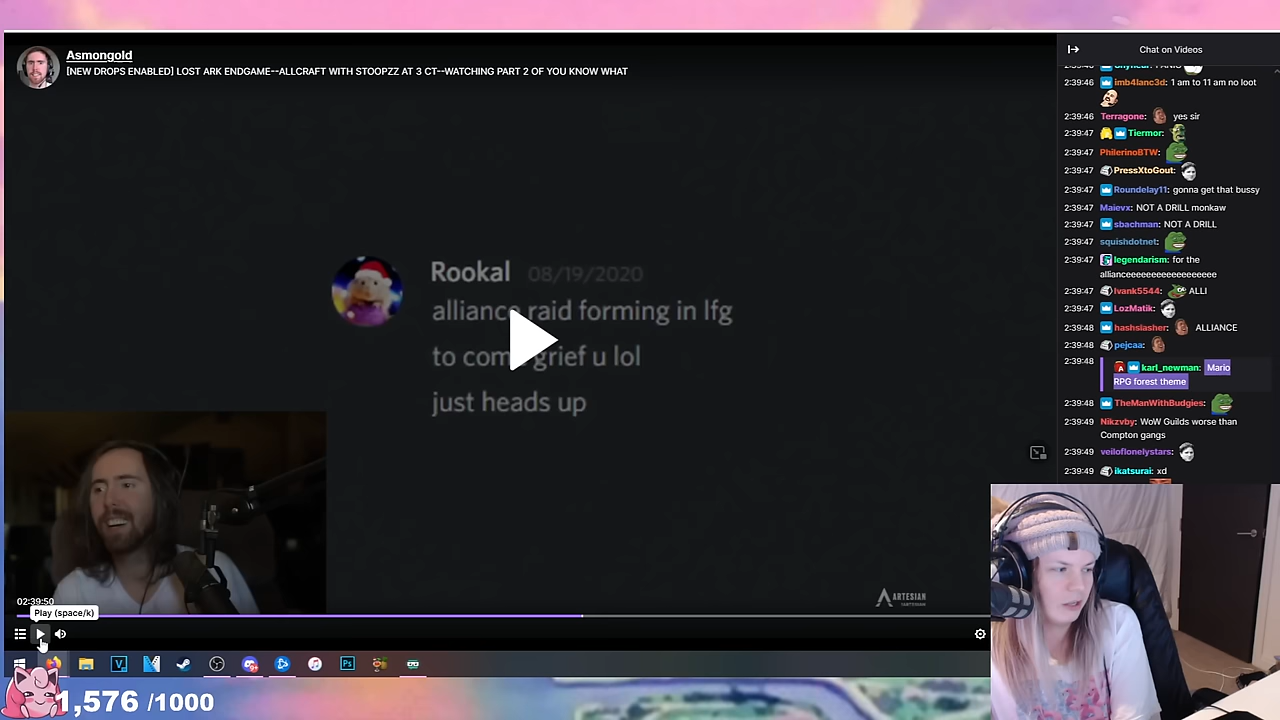 Asmongold
[NEW DROPS ENABLED] LOST ARK ENDGAME--ALLCRAFT WITH STOOPZZ AT 3 CT--WATCHING PART 2 OF YOU KNOW WHAT
Rookal 08/19/2020
alliance raid forming in lfg
to come grief u lol
just heads up
ARTESIAN
02:39:50
Play (space/k)
1,576 /1000
Chat on Videos
2:39:46 imb4lanc3d: 1 am to 11 am no loot
2:39:46 Terragone: yes sir
2:39:47 Tiermor:
2:39:47 PhilerinoBTW:
2:39:47 PressXtoGout:
2:39:47 Roundelay11: gonna get that bussy
2:39:47 Maievx: NOT A DRILL monkaw
2:39:47 sbachman: NOT A DRILL
2:39:47 squishdotnet:
2:39:47 legendarism: for the
allianceeeeeeeeeeeeeeeeee
2:39:47 Ivank5544: ALLI
2:39:47 LozMatik:
2:39:48 hashslasher: ALLIANCE
2:39:48 pejcaa:
2:39:48
karl_newman: Mario
RPG forest theme
2:39:48 TheManWithBudgies:
2:39:49 Nikzvby: WoW Guilds worse than
Compton gangs
2:39:49 veiloflonelystars:
2:39:49 ikatsurai: xd